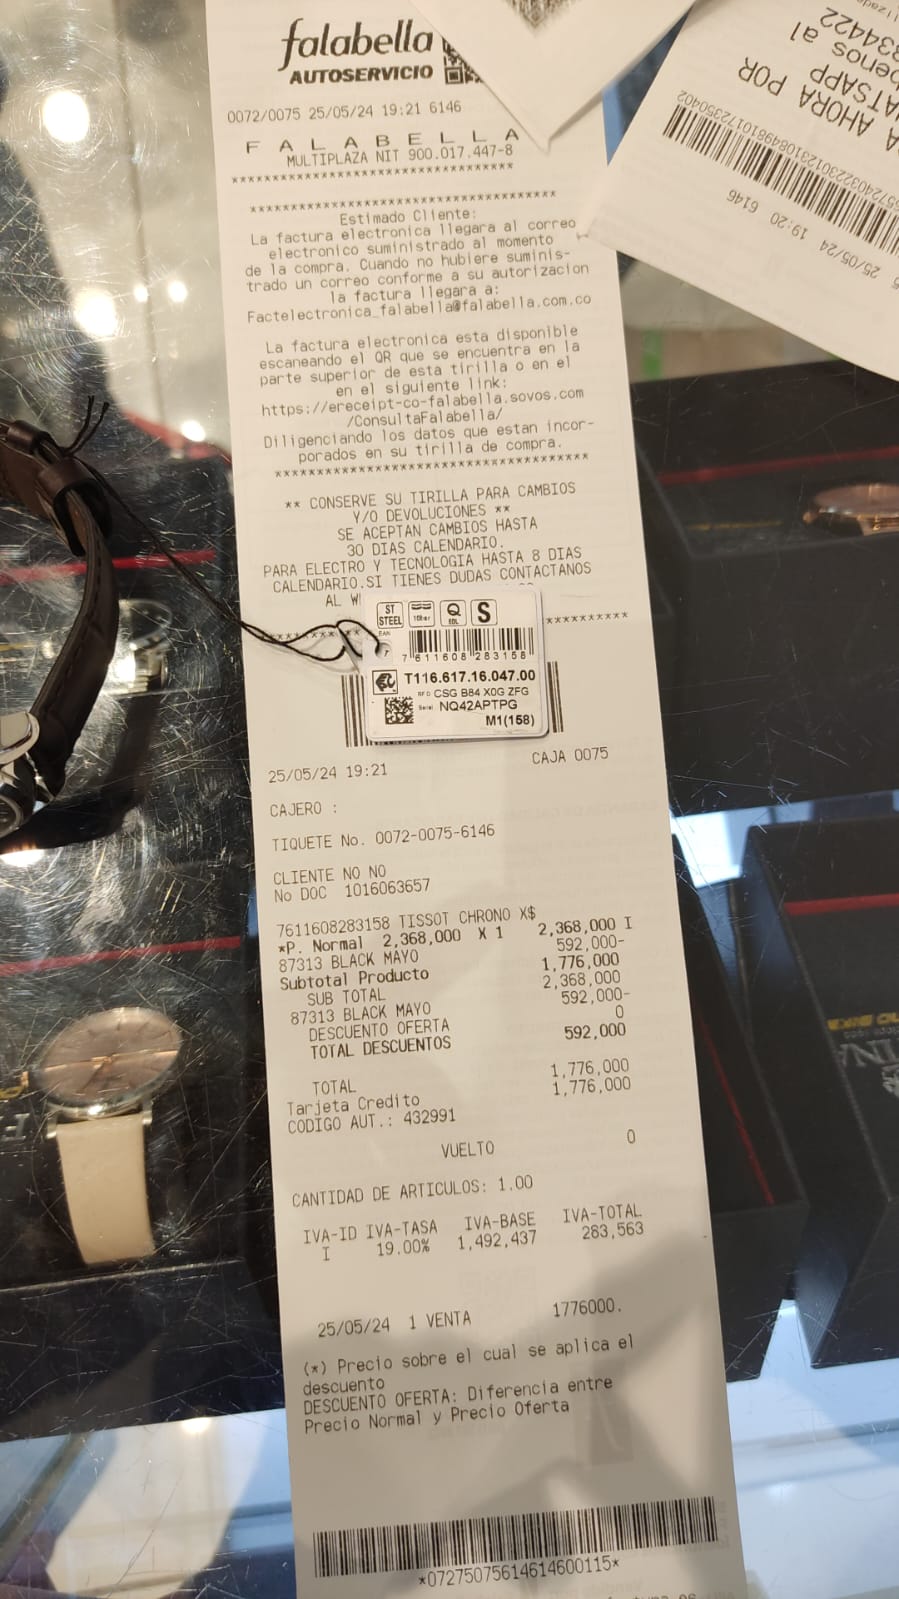 falabella
AUTOSERVICIO
0072/0075 25/05/24 19:21 6146
F A L A B E L L A
MULTIPLAZA NIT 900.017.447-8
**********************************
**********************************
Estimado Cliente:
La factura electronica llegara al correo
electronico suministrado al momento
de la compra. Cuando no hubiere suminis-
trado un correo conforme a su autorizacion
la factura llegara a:
Factelectronica_falabella@falabella.com.co
La factura electronica esta disponible
escaneando el QR que se encuentra en la
parte superior de esta tirilla o en el
en el siguiente link:
https://ereceipt-co-falabella.sovos.com
/ConsultaFalabella/
Diligenciando los datos que estan incor-
porados en su tirilla de compra.
**********************************
** CONSERVE SU TIRILLA PARA CAMBIOS
Y/O DEVOLUCIONES **
SE ACEPTAN CAMBIOS HASTA
30 DIAS CALENDARIO.
PARA ELECTRO Y TECNOLOGIA HASTA 8 DIAS
CALENDARIO.SI TIENES DUDAS CONTACTANOS
AL
ST STEEL 10bar Q EOL S
EAN
7 611608 283158
T116.617.16.047.00
RFD CSG B84 X0G ZFG
Serial NQ42APTPG
M1(158)
25/05/24 19:21 CAJA 0075
CAJERO :
TIQUETE No. 0072-0075-6146
CLIENTE NO NO
No DOC 1016063657
7611608283158 TISSOT CHRONO X$
*P. Normal 2,368,000 X 1 2,368,000 I
87313 BLACK MAYO 592,000-
Subtotal Producto 1,776,000
SUB TOTAL 2,368,000
87313 BLACK MAYO 592,000-
DESCUENTO OFERTA 0
TOTAL DESCUENTOS 592,000
TOTAL 1,776,000
Tarjeta Credito 1,776,000
CODIGO AUT.: 432991
VUELTO 0
CANTIDAD DE ARTICULOS: 1.00
IVA-ID IVA-TASA IVA-BASE IVA-TOTAL
I 19.00% 1,492,437 283,563
25/05/24 1 VENTA 1776000.
(*) Precio sobre el cual se aplica el
descuento
DESCUENTO OFERTA: Diferencia entre
Precio Normal y Precio Oferta
*07275075614614600115*
AHORA POR
25/05/24 19:20 6146